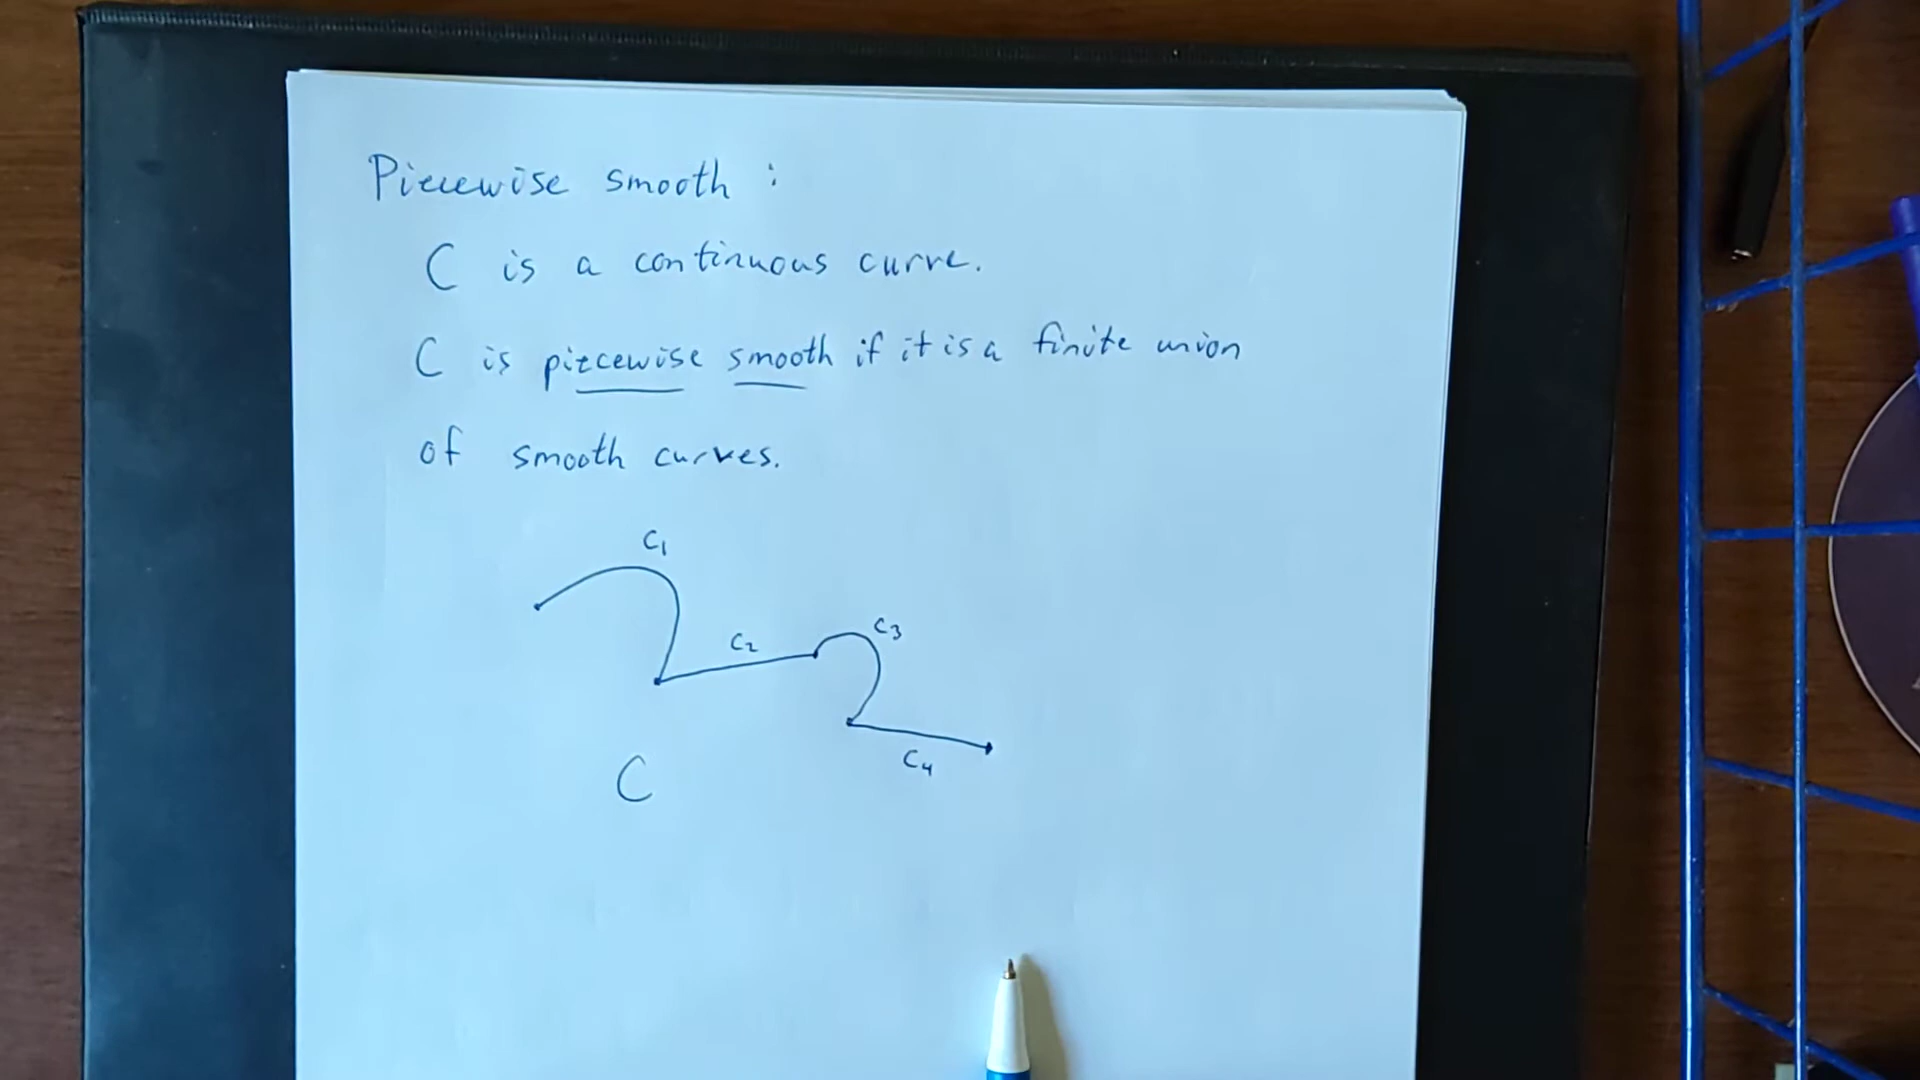 Piecewise smooth :
C is a continuous curve.
C is piecewise smooth if it is a finite union
of smooth curves.
C1
C2
C3
C4
C